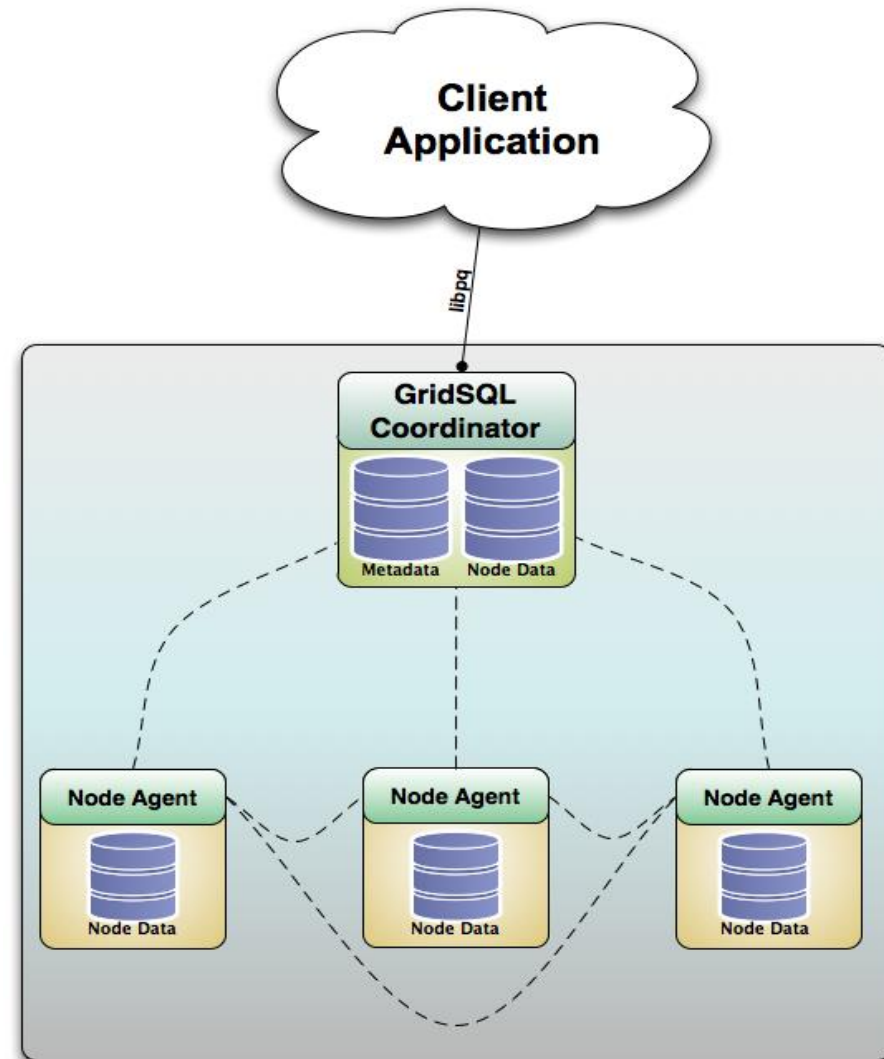 Client
Application
libpq
GridSQL
Coordinator
Metadata
Node Data
Node Agent
Node Data
Node Agent
Node Data
Node Agent
Node Data